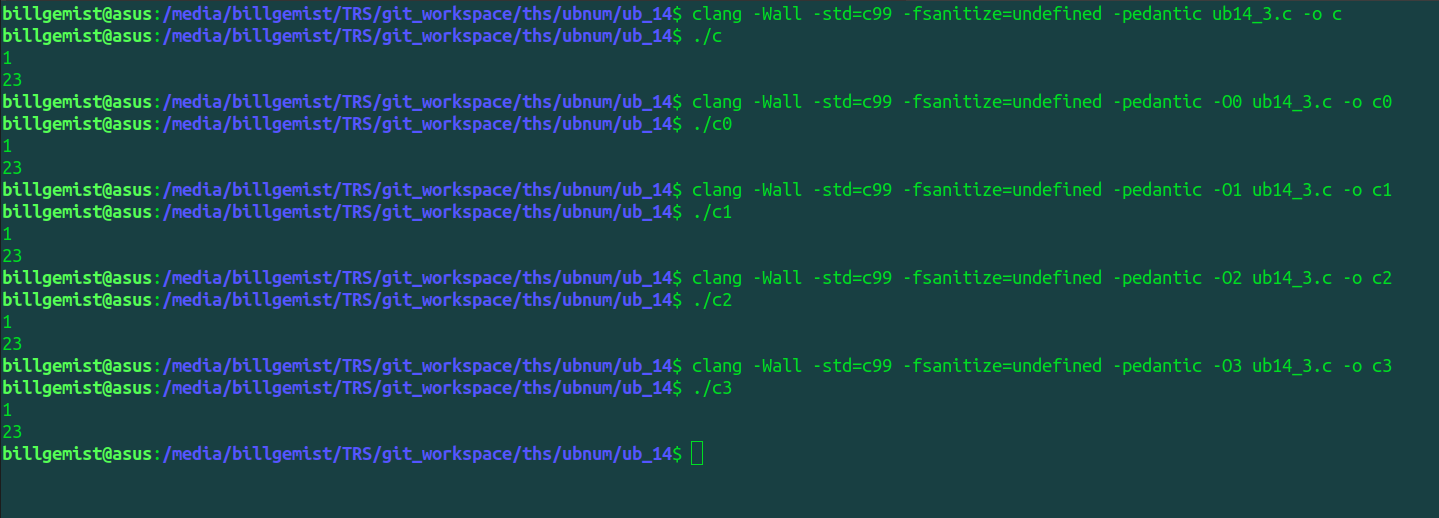 billgemist@asus:/media/billgemist/TRS/git_workspace/ths/ubnum/ub_14$ clang -Wall -std=c99 -fsanitize=undefined -pedantic ub14_3.c -o c
billgemist@asus:/media/billgemist/TRS/git_workspace/ths/ubnum/ub_14$ ./c
1
23
billgemist@asus:/media/billgemist/TRS/git_workspace/ths/ubnum/ub_14$ clang -Wall -std=c99 -fsanitize=undefined -pedantic -O0 ub14_3.c -o c0
billgemist@asus:/media/billgemist/TRS/git_workspace/ths/ubnum/ub_14$ ./c0
1
23
billgemist@asus:/media/billgemist/TRS/git_workspace/ths/ubnum/ub_14$ clang -Wall -std=c99 -fsanitize=undefined -pedantic -O1 ub14_3.c -o c1
billgemist@asus:/media/billgemist/TRS/git_workspace/ths/ubnum/ub_14$ ./c1
1
23
billgemist@asus:/media/billgemist/TRS/git_workspace/ths/ubnum/ub_14$ clang -Wall -std=c99 -fsanitize=undefined -pedantic -O2 ub14_3.c -o c2
billgemist@asus:/media/billgemist/TRS/git_workspace/ths/ubnum/ub_14$ ./c2
1
23
billgemist@asus:/media/billgemist/TRS/git_workspace/ths/ubnum/ub_14$ clang -Wall -std=c99 -fsanitize=undefined -pedantic -O3 ub14_3.c -o c3
billgemist@asus:/media/billgemist/TRS/git_workspace/ths/ubnum/ub_14$ ./c3
1
23
billgemist@asus:/media/billgemist/TRS/git_workspace/ths/ubnum/ub_14$